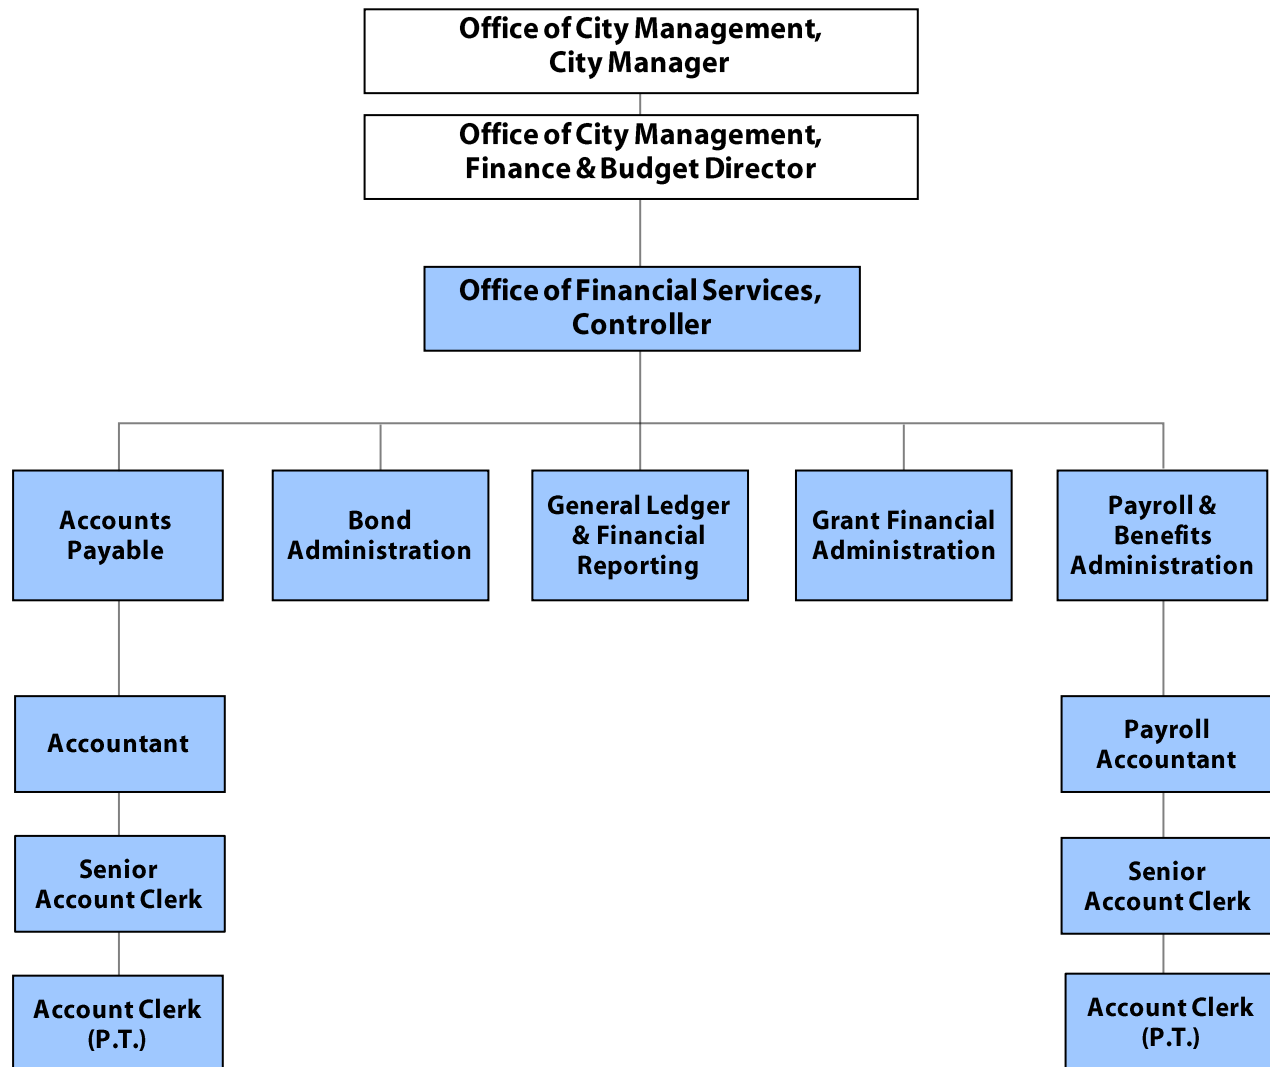 Office of City Management,
City Manager
Office of City Management,
Finance & Budget Director
Office of Financial Services,
Controller
Accounts
Payable
Bond
Administration
General Ledger
& Financial
Reporting
Grant Financial
Administration
Payroll &
Benefits
Administration
Accountant
Payroll
Accountant
Senior
Account Clerk
Senior
Account Clerk
Account Clerk
(P.T.)
Account Clerk
(P.T.)